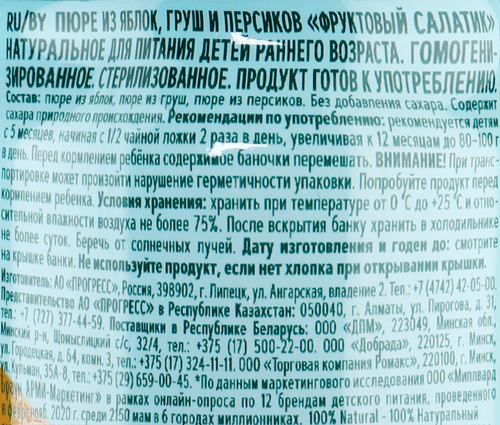 RU/BY ПЮРЕ ИЗ ЯБЛОК, ГРУШ И ПЕРСИКОВ «ФРУКТОВЫЙ САЛАТИК»
НАТУРАЛЬНОЕ ДЛЯ ПИТАНИЯ ДЕТЕЙ РАННЕГО ВОЗРАСТА. ГОМОГЕНИ-
ЗИРОВАННОЕ. СТЕРИЛИЗОВАННОЕ. ПРОДУКТ ГОТОВ К УПОТРЕБЛЕНИЮ.
Состав: пюре из яблок, пюре из груш, пюре из персиков. Без добавления сахара. Содержит
сахара природного происхождения. Рекомендации по употреблению: рекомендуется детям
с 5 месяцев, начиная с 1/2 чайной ложки 2 раза в день, увеличивая к 12 месяцам до 80-100 г
в день. Перед кормлением ребёнка содержимое баночки перемешать. ВНИМАНИЕ! При транс-
портировке может произойти нарушение герметичности упаковки. Попробуйте продукт перед
кормлением ребенка. Условия хранения: хранить при температуре от 0 °С до +25 °С и отно-
сительной влажности воздуха не более 75%. После вскрытия банку хранить в холодильнике
не более суток. Беречь от солнечных лучей. Дату изготовления и годен до: смотрите
на крышке банки. Не используйте продукт, если нет хлопка при открывании крышки.
Изготовитель: АО «ПРОГРЕСС», Россия, 398902, г. Липецк, ул. Ангарская, владение 2. Тел.: +7 (4742) 42-05-00.
Представительство АО «ПРОГРЕСС» в Республике Казахстан: 050040, г. Алматы, ул. Пирогова, д. 31,
тел.: +7 (727) 377-44-59. Поставщики в Республике Беларусь: ООО «ДПМ», 223049, Минская обл.,
Минский р-н, Щомыслицкий с/с, 32/4, тел.: +375 (17) 500-22-00. ООО «Добрада», 220125, г. Минск,
ул. Городецкая, д. 64, комн. 3, тел.: +375 (17) 324-11-11. ООО «Торговая компания Ромакс», 220100, г. Минск,
Кульман, 35А-8, тел.: +375 (29) 659-00-45. *По данным маркетингового исследования ООО «Миллвард
Браун АРМИ-Маркетинг» в рамках онлайн-опроса по 12 брендам детского питания, проведенного
в 2020 г. среди 2150 мам в 6 городах миллионниках. 100% Natural - 100% Натуральный